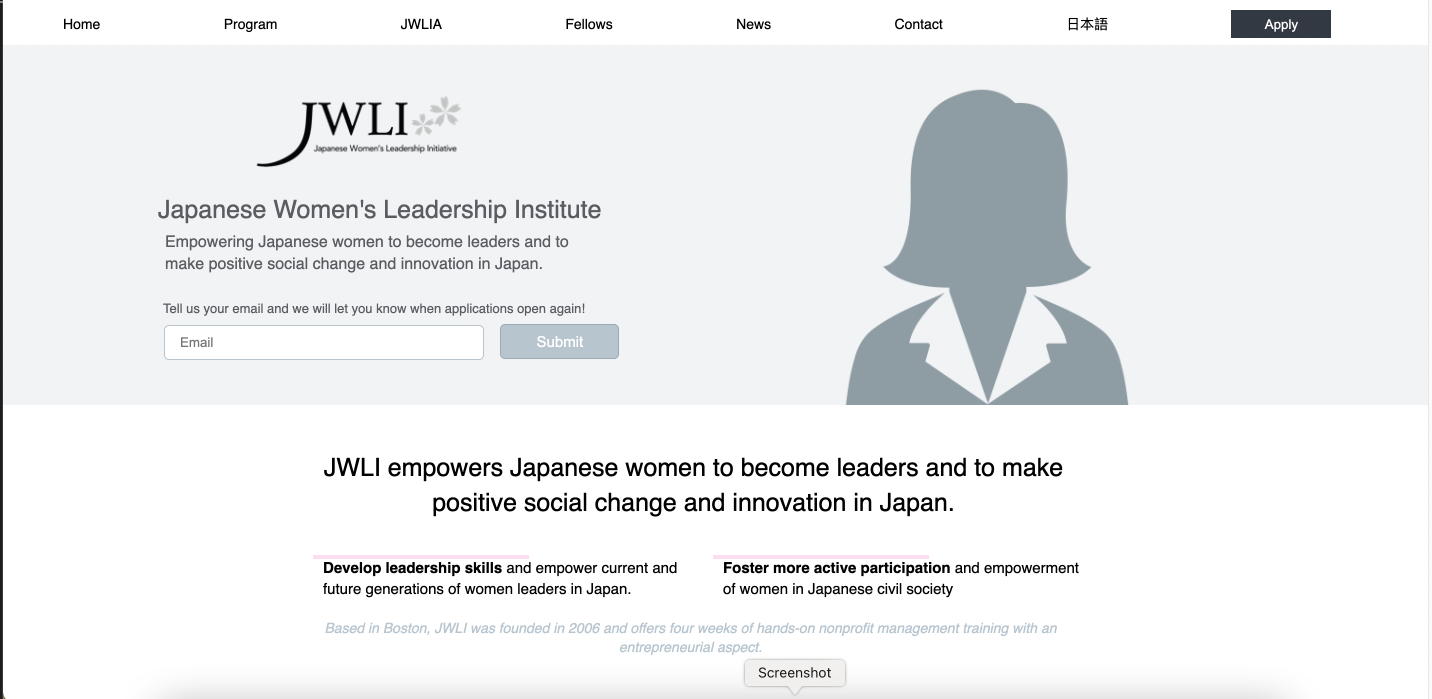 Home Program JWLIA Fellows News Contact 日本語 Apply
JWLI
Japanese Women's Leadership Initiative
Japanese Women's Leadership Institute
Empowering Japanese women to become leaders and to
make positive social change and innovation in Japan.
Tell us your email and we will let you know when applications open again!
Email Submit
JWLI empowers Japanese women to become leaders and to make
positive social change and innovation in Japan.
Develop leadership skills and empower current and
future generations of women leaders in Japan.
Foster more active participation and empowerment
of women in Japanese civil society
Based in Boston, JWLI was founded in 2006 and offers four weeks of hands-on nonprofit management training with an
entrepreneurial aspect.
Screenshot